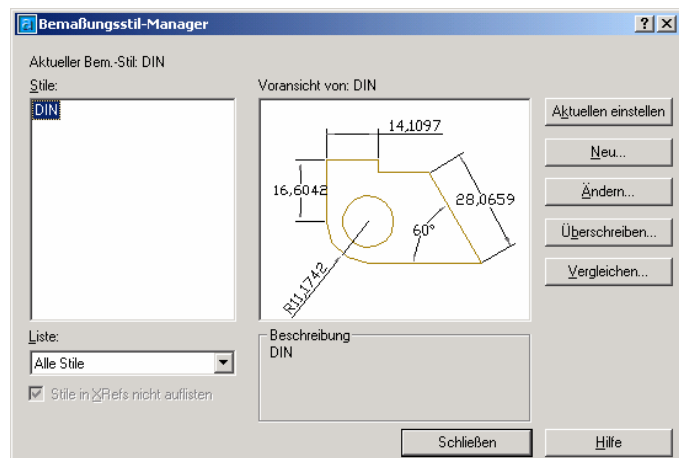 Bemaßungsstil-Manager
Aktueller Bem.-Stil: DIN
Stile:
DIN
Voransicht von: DIN
14,1097
16,6042
28,0659
60°
R11,1742
Aktuellen einstellen
Neu...
Ändern...
Überschreiben...
Vergleichen...
Liste:
Alle Stile
Stile in XRefs nicht auflisten
Beschreibung
DIN
Schließen
Hilfe